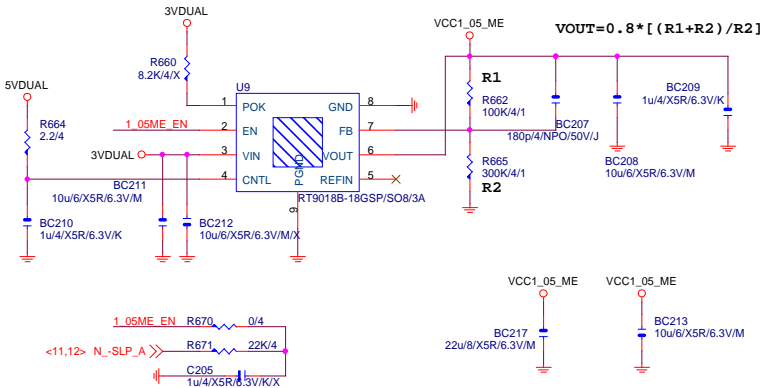 3VDUAL
VCC1_05_ME
VOUT=0.8*[(R1+R2)/R2]
R660
8.2K/4/X
5VDUAL
U9
R1
BC209
1u/4/X5R/6.3V/K
1
POK
GND
8
R662
100K/4/1
R664
2.2/4
1_05ME_EN
2
EN
FB
7
BC207
180p/4/NPO/50V/J
3VDUAL
3
VIN
VOUT
6
R665
300K/4/1
BC208
10u/6/X5R/6.3V/M
BC211
10u/6/X5R/6.3V/M
4
CNTL
PGND
REFIN
5
R2
RT9018B-18GSP/SO8/3A
9
BC210
1u/4/X5R/6.3V/K
BC212
10u/6/X5R/6.3V/M/X
VCC1_05_ME
VCC1_05_ME
1_05ME_EN
R670
0/4
BC217
22u/8/X5R/6.3V/M
BC213
10u/6/X5R/6.3V/M
<11,12>
N_-SLP_A
R671
22K/4
C205
1u/4/X5R/6.3V/K/X